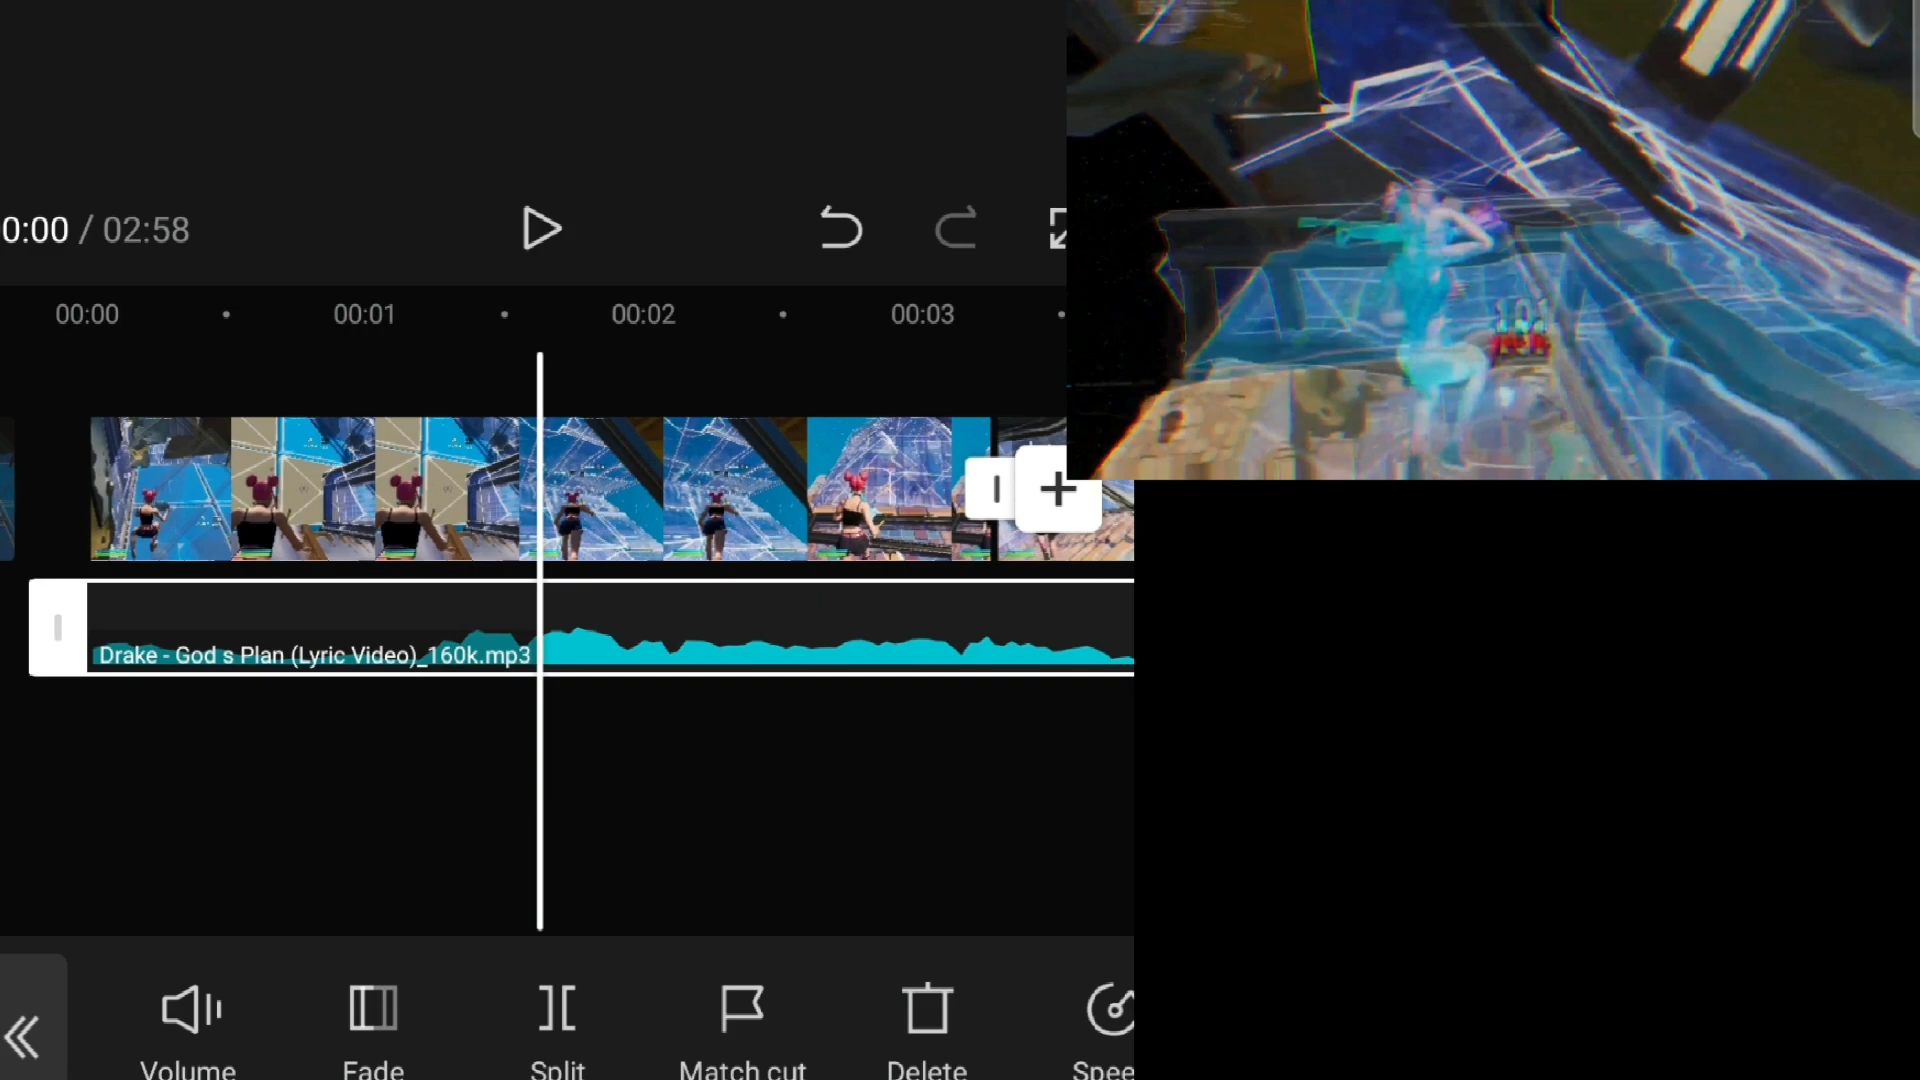 0:00 / 02:58
00:00 00:01 00:02 00:03
Drake - God s Plan (Lyric Video)_160k.mp3
Volume Fade Split Match cut Delete Spee